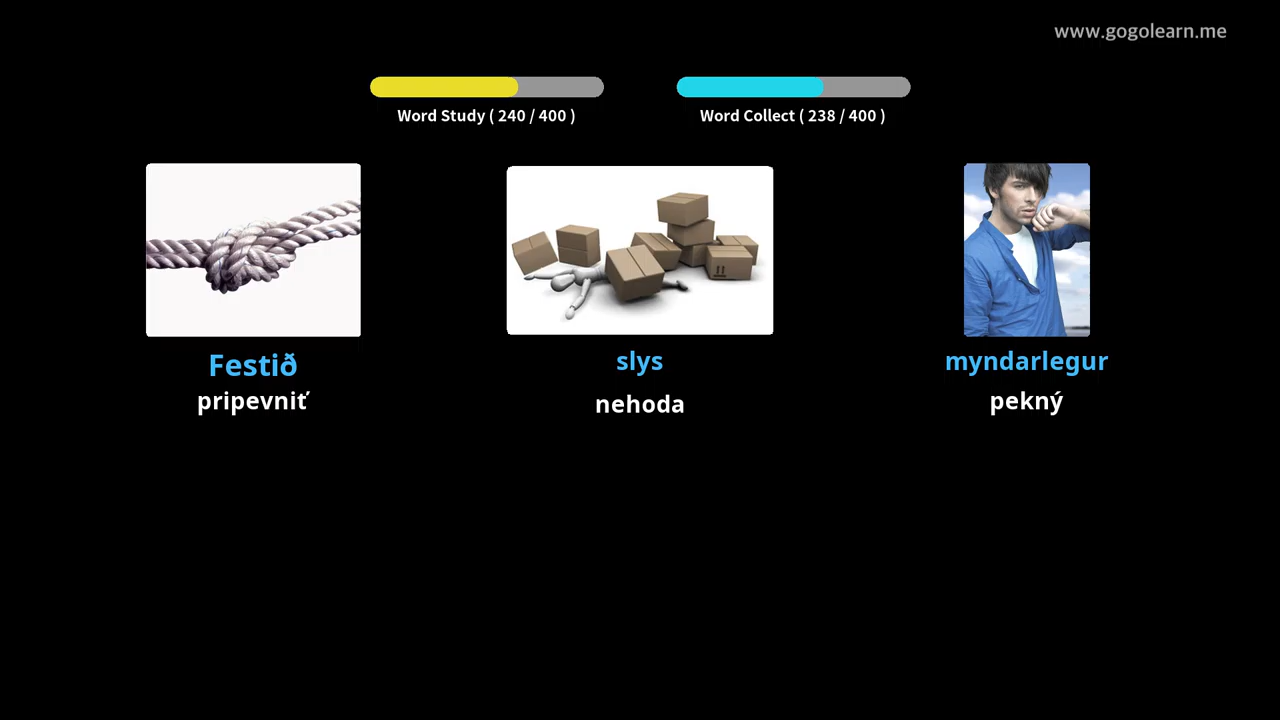 www.gogolearn.me
Word Study ( 240 / 400 )
Word Collect ( 238 / 400 )
Festið
pripevniť
slys
nehoda
myndarlegur
pekný